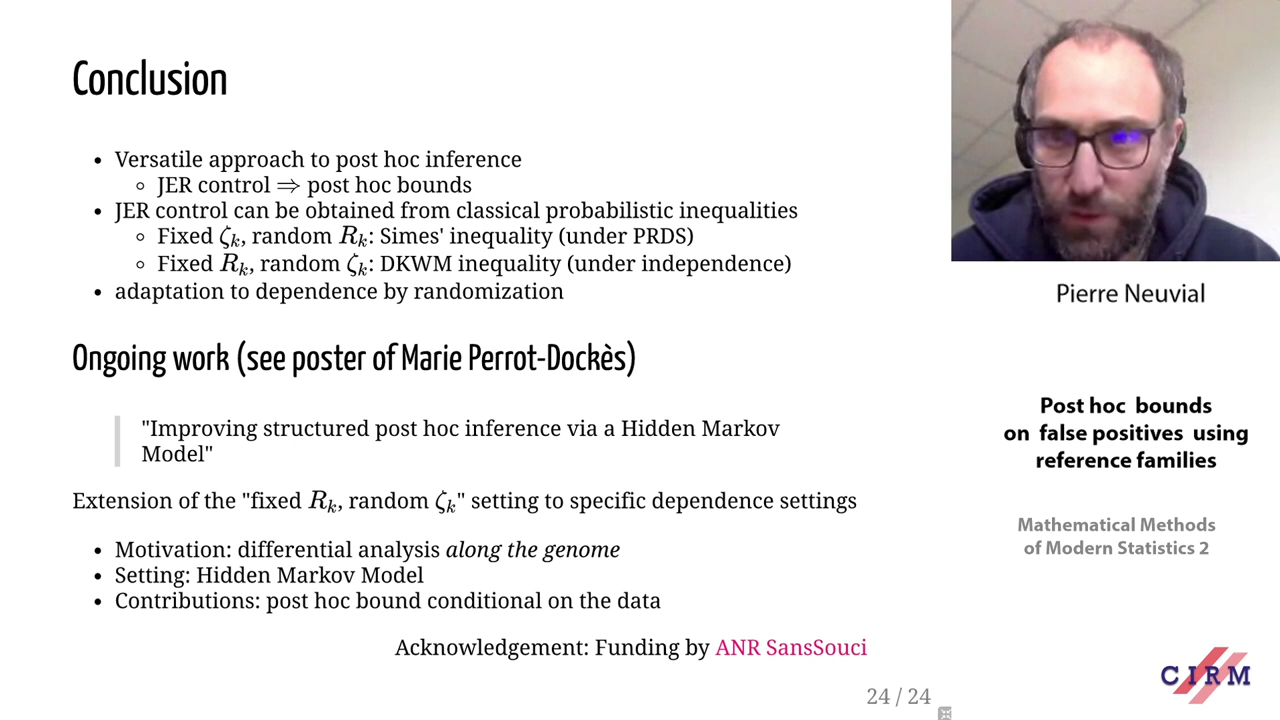 Conclusion
• Versatile approach to post hoc inference
◦ JER control ⇒ post hoc bounds
• JER control can be obtained from classical probabilistic inequalities
◦ Fixed ζk, random Rk: Simes' inequality (under PRDS)
◦ Fixed Rk, random ζk: DKWM inequality (under independence)
• adaptation to dependence by randomization
Ongoing work (see poster of Marie Perrot-Dockès)
"Improving structured post hoc inference via a Hidden Markov
Model"
Extension of the "fixed Rk, random ζk" setting to specific dependence settings
• Motivation: differential analysis along the genome
• Setting: Hidden Markov Model
• Contributions: post hoc bound conditional on the data
Acknowledgement: Funding by ANR SansSouci
24 / 24
Pierre Neuvial
Post hoc bounds
on false positives using
reference families
Mathematical Methods
of Modern Statistics 2
CIRM